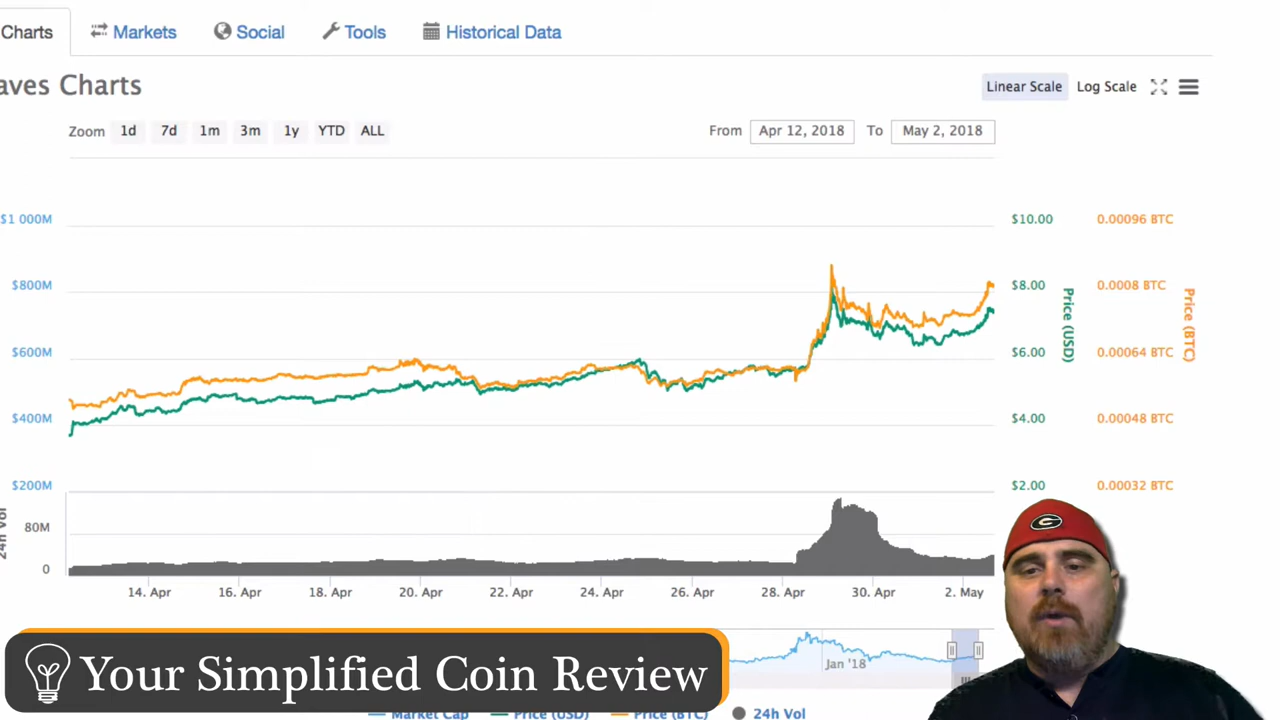 Charts Markets Social Tools Historical Data
aves Charts
Linear Scale Log Scale
Zoom 1d 7d 1m 3m 1y YTD ALL
From Apr 12, 2018 To May 2, 2018
$1 000M $10.00 0.00096 BTC
$800M $8.00 0.0008 BTC
$600M $6.00 0.00064 BTC
$400M $4.00 0.00048 BTC
$200M $2.00 0.00032 BTC
Price (USD)
Price (BTC)
24h Vol
80M
0
14. Apr 16. Apr 18. Apr 20. Apr 22. Apr 24. Apr 26. Apr 28. Apr 30. Apr 2. May
Jan '18
Your Simplified Coin Review
Market Cap Price (USD) Price (BTC) 24h Vol